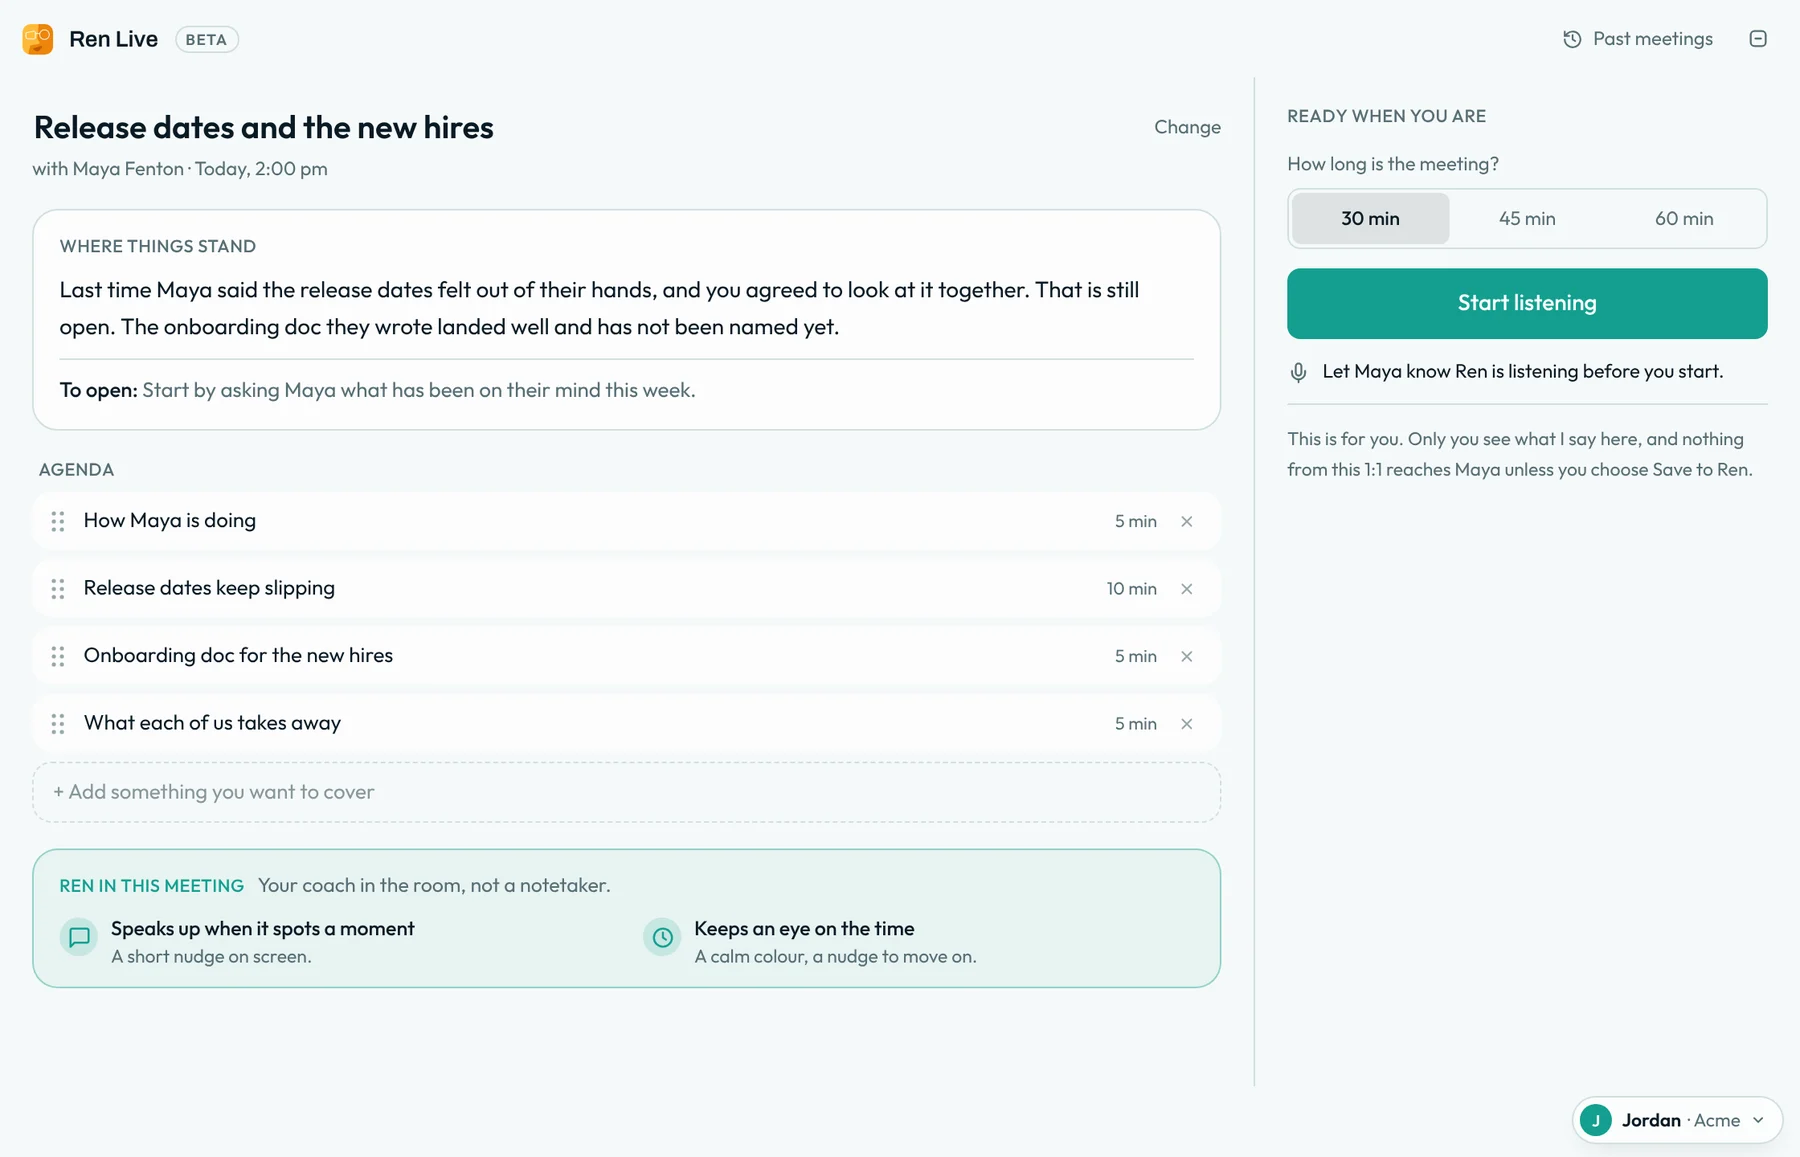 Ren Live
BETA
Past meetings
Release dates and the new hires
Change
with Maya Fenton · Today, 2:00 pm
WHERE THINGS STAND
Last time Maya said the release dates felt out of their hands, and you agreed to look at it together. That is still
open. The onboarding doc they wrote landed well and has not been named yet.
To open: Start by asking Maya what has been on their mind this week.
AGENDA
How Maya is doing
5 min
Release dates keep slipping
10 min
Onboarding doc for the new hires
5 min
What each of us takes away
5 min
+ Add something you want to cover
REN IN THIS MEETING Your coach in the room, not a notetaker.
Speaks up when it spots a moment
A short nudge on screen.
Keeps an eye on the time
A calm colour, a nudge to move on.
READY WHEN YOU ARE
How long is the meeting?
30 min
45 min
60 min
Start listening
Let Maya know Ren is listening before you start.
This is for you. Only you see what I say here, and nothing
from this 1:1 reaches Maya unless you choose Save to Ren.
J
Jordan · Acme